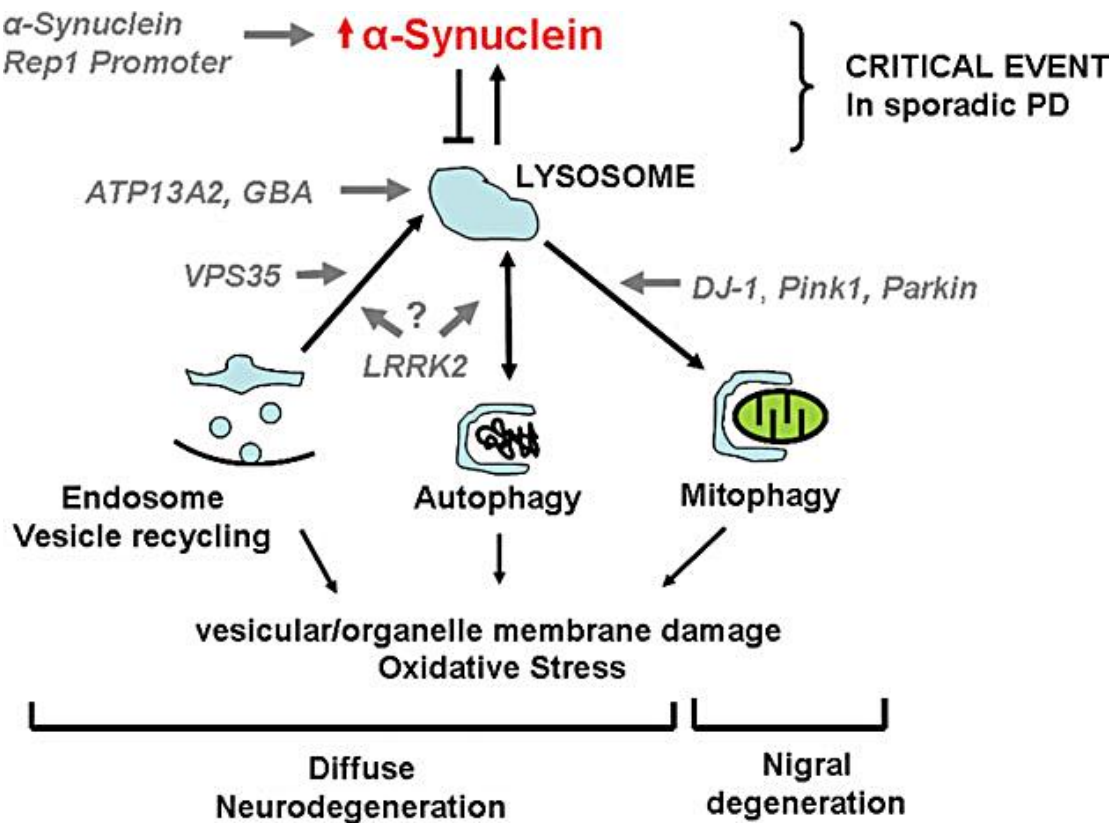 α-Synuclein
Rep1 Promoter
α-Synuclein
CRITICAL EVENT
In sporadic PD
LYSOSOME
ATP13A2, GBA
VPS35
DJ-1, Pink1, Parkin
?
LRRK2
Endosome
Vesicle recycling
Autophagy
Mitophagy
vesicular/organelle membrane damage
Oxidative Stress
Diffuse
Neurodegeneration
Nigral
degeneration